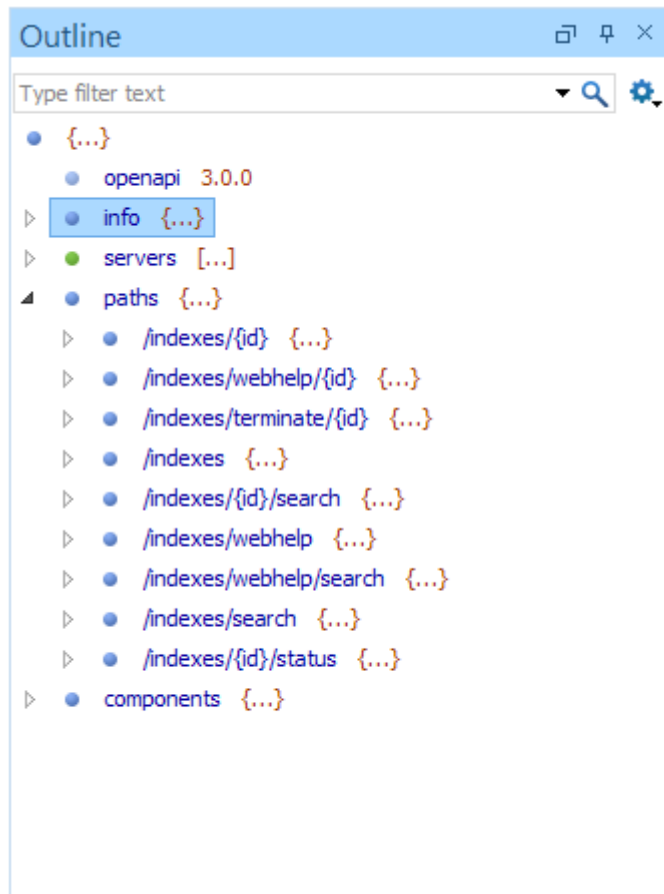 Outline
Type filter text
{...}
openapi 3.0.0
info {...}
servers [...]
paths {...}
/indexes/{id} {...}
/indexes/webhelp/{id} {...}
/indexes/terminate/{id} {...}
/indexes {...}
/indexes/{id}/search {...}
/indexes/webhelp {...}
/indexes/webhelp/search {...}
/indexes/search {...}
/indexes/{id}/status {...}
components {...}